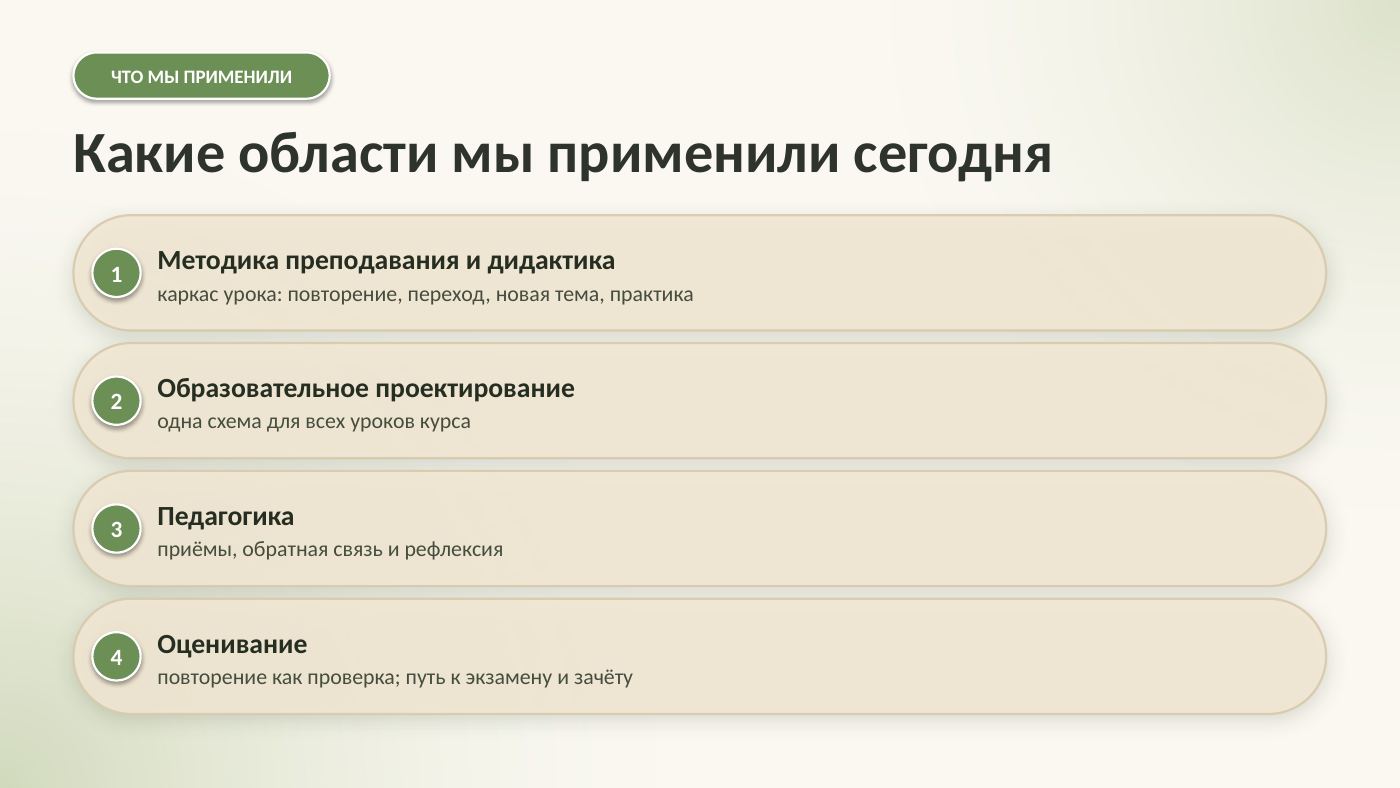 ЧТО МЫ ПРИМЕНИЛИ
Какие области мы применили сегодня
1
Методика преподавания и дидактика
каркас урока: повторение, переход, новая тема, практика
2
Образовательное проектирование
одна схема для всех уроков курса
3
Педагогика
приёмы, обратная связь и рефлексия
4
Оценивание
повторение как проверка; путь к экзамену и зачёту